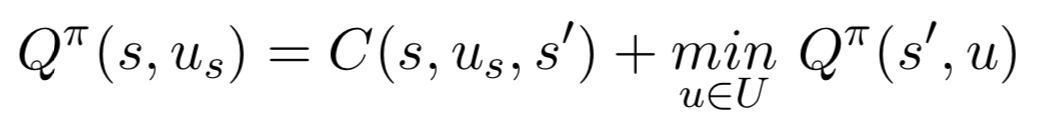 Q^π(s, u_s) = C(s, u_s, s′) + min_{u∈U} Q^π(s′, u)